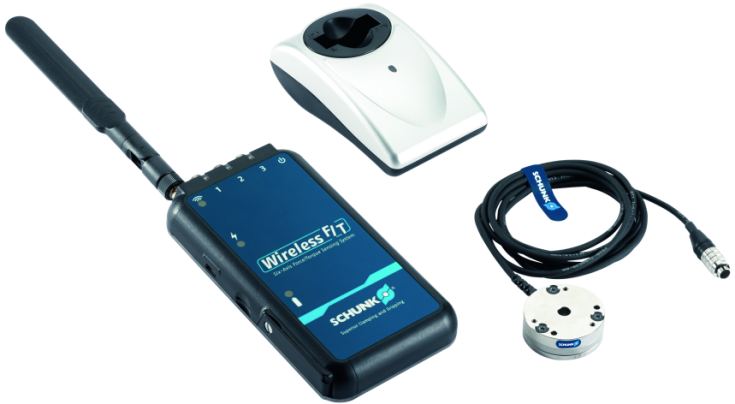 1 2 3
Wireless F/T
Six-Axis Force/Torque Sensing System
SCHUNK
®
Superior Clamping and Gripping
SCHUNK
SCHUNK